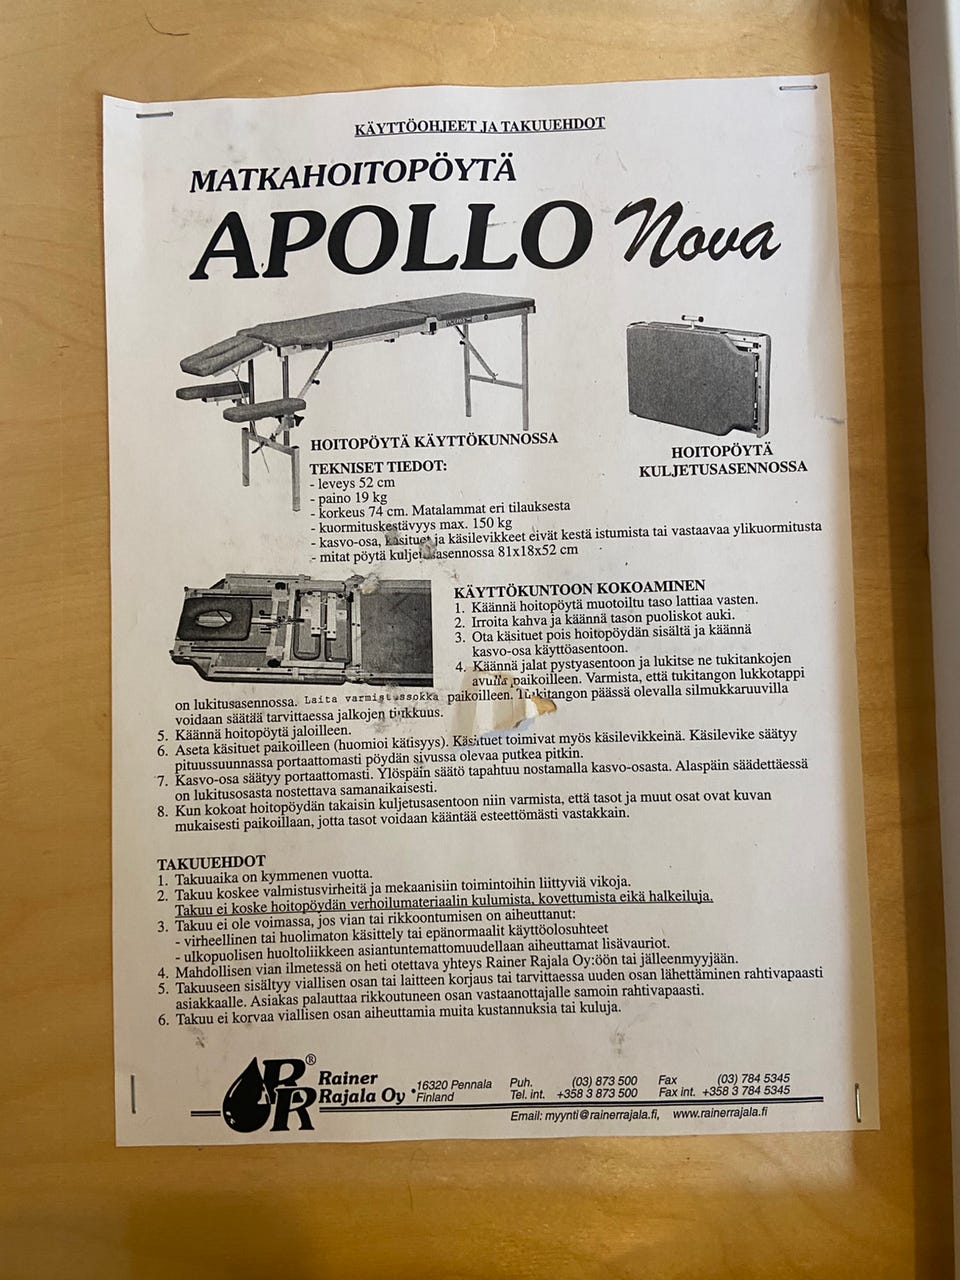 KÄYTTÖOHJEET JA TAKUUEHDOT
MATKAHOITOPÖYTÄ
APOLLO Nova
HOITOPÖYTÄ KÄYTTÖKUNNOSSA
HOITOPÖYTÄ
KULJETUSASENNOSSA
TEKNISET TIEDOT:
- leveys 52 cm
- paino 19 kg
- korkeus 74 cm. Matalammat eri tilauksesta
- kuormituskestävyys max. 150 kg
- kasvo-osa, käsituet ja käsilevikkeet eivät kestä istumista tai vastaavaa ylikuormitusta
- mitat pöytä kuljetusasennossa 81x18x52 cm
KÄYTTÖKUNTOON KOKOAMINEN
1. Käännä hoitopöytä muotoiltu taso lattiaa vasten.
2. Irroita kahva ja käännä tason puoliskot auki.
3. Ota käsituet pois hoitopöydän sisältä ja käännä
kasvo-osa käyttöasentoon.
4. Käännä jalat pystyasentoon ja lukitse ne tukitankojen
avulla paikoilleen. Varmista, että tukitangon lukkotappi
on lukitusasennossa. Laita varmistussokka paikoilleen. Tukitangon päässä olevalla silmukkaruuvilla
voidaan säätää tarvittaessa jalkojen tiukkuus.
5. Käännä hoitopöytä jaloilleen.
6. Aseta käsituet paikoilleen (huomioi kätisyys). Käsituet toimivat myös käsilevikkeinä. Käsilevike säätyy
pituussuunnassa portaattomasti pöydän sivussa olevaa putkea pitkin.
7. Kasvo-osa säätyy portaattomasti. Ylöspäin säätö tapahtuu nostamalla kasvo-osasta. Alaspäin säädettäessä
on lukitusosasta nostettava samanaikaisesti.
8. Kun kokoat hoitopöydän takaisin kuljetusasentoon niin varmista, että tasot ja muut osat ovat kuvan
mukaisesti paikoillaan, jotta tasot voidaan kääntää esteettömästi vastakkain.
TAKUUEHDOT
1. Takuuaika on kymmenen vuotta.
2. Takuu koskee valmistusvirheitä ja mekaanisiin toimintoihin liittyviä vikoja.
Takuu ei koske hoitopöydän verhoilumateriaalin kulumista, kovettumista eikä halkeiluja.
3. Takuu ei ole voimassa, jos vian tai rikkoontumisen on aiheuttanut:
- virheellinen tai huolimaton käsittely tai epänormaalit käyttöolosuhteet
- ulkopuolisen huoltoliikkeen asiantuntemattomuudellaan aiheuttamat lisävauriot.
4. Mahdollisen vian ilmetessä on heti otettava yhteys Rainer Rajala Oy:öön tai jälleenmyyjään.
5. Takuuseen sisältyy viallisen osan tai laitteen korjaus tai tarvittaessa uuden osan lähettäminen rahtivapaasti
asiakkaalle. Asiakas palauttaa rikkoutuneen osan vastaanottajalle samoin rahtivapaasti.
6. Takuu ei korvaa viallisen osan aiheuttamia muita kustannuksia tai kuluja.
RR®
Rainer
Rajala Oy
• 16320 Pennala
Finland
Puh. (03) 873 500 Fax (03) 784 5345
Tel. int. +358 3 873 500 Fax int. +358 3 784 5345
Email: myynti@rainerrajala.fi, www.rainerrajala.fi